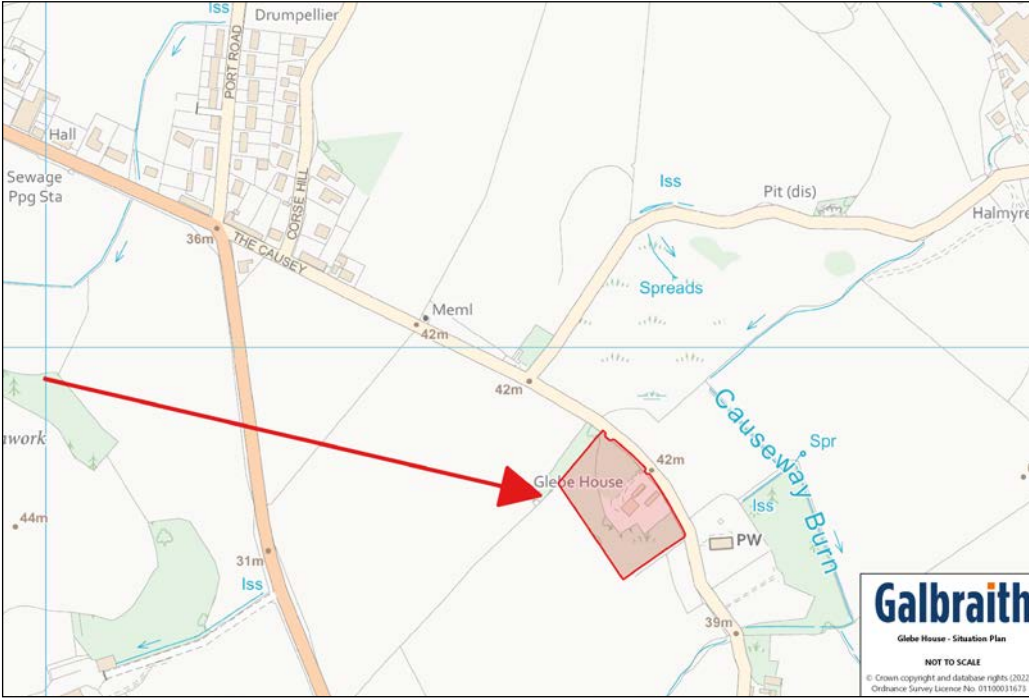 Iss
Drumpellier
PORT ROAD
Hall
Sewage
Ppg Sta
CORSE HILL
36m
THE CAUSEY
Iss
Pit (dis)
Halmyre
Spreads
Meml
42m
42m
Causeway Burn
Spr
42m
Glebe House
Iss
PW
44m
31m
Iss
39m
Galbraith
Glebe House - Situation Plan
NOT TO SCALE
© Crown copyright and database rights (2022
Ordnance Survey Licence No. 0110003167